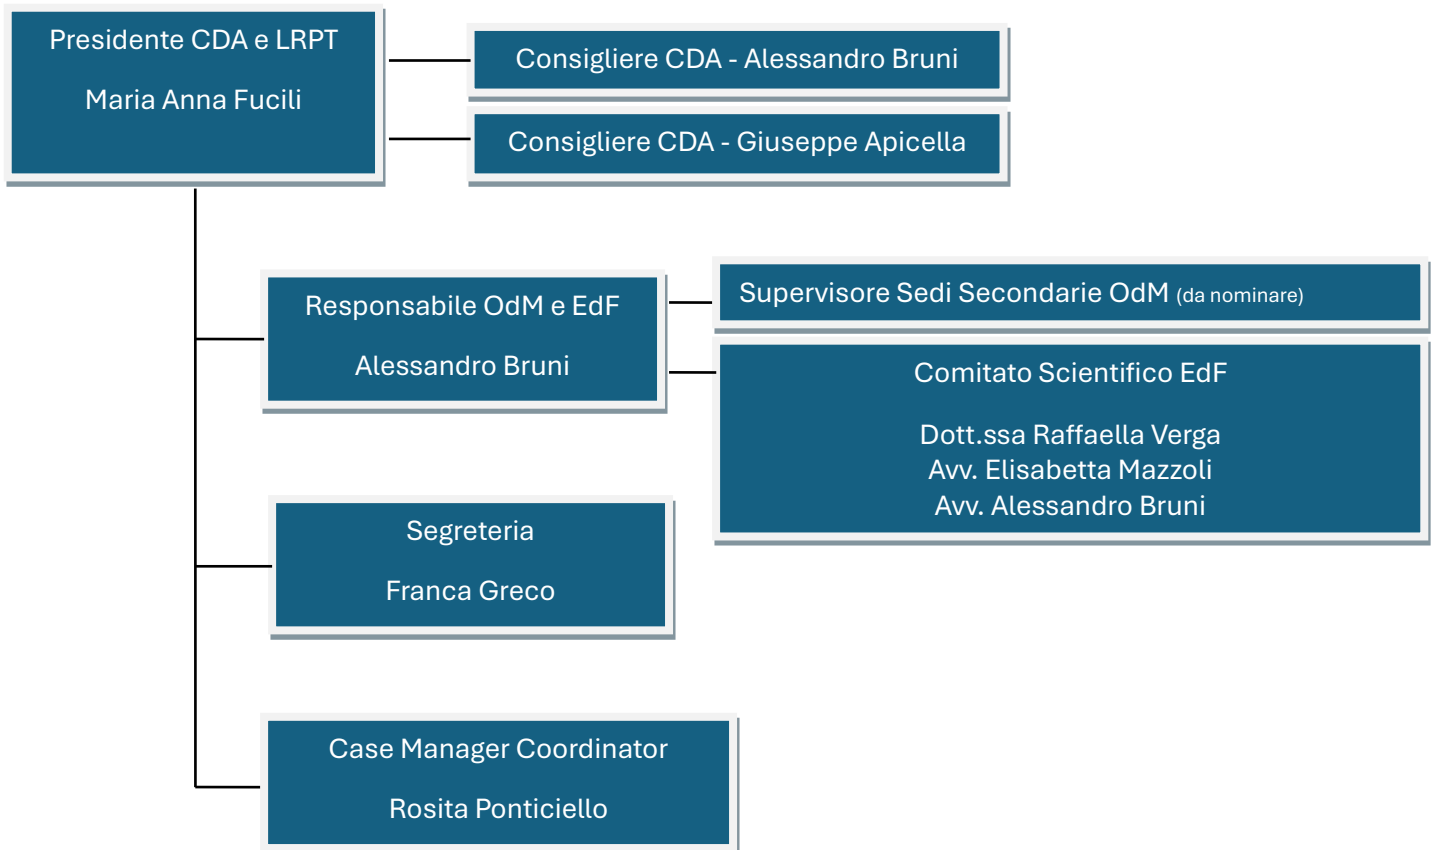 Presidente CDA e LRPT
Maria Anna Fucili
Consigliere CDA - Alessandro Bruni
Consigliere CDA - Giuseppe Apicella
Responsabile OdM e EdF
Alessandro Bruni
Supervisore Sedi Secondarie OdM (da nominare)
Comitato Scientifico EdF
Dott.ssa Raffaella Verga
Avv. Elisabetta Mazzoli
Avv. Alessandro Bruni
Segreteria
Franca Greco
Case Manager Coordinator
Rosita Ponticiello